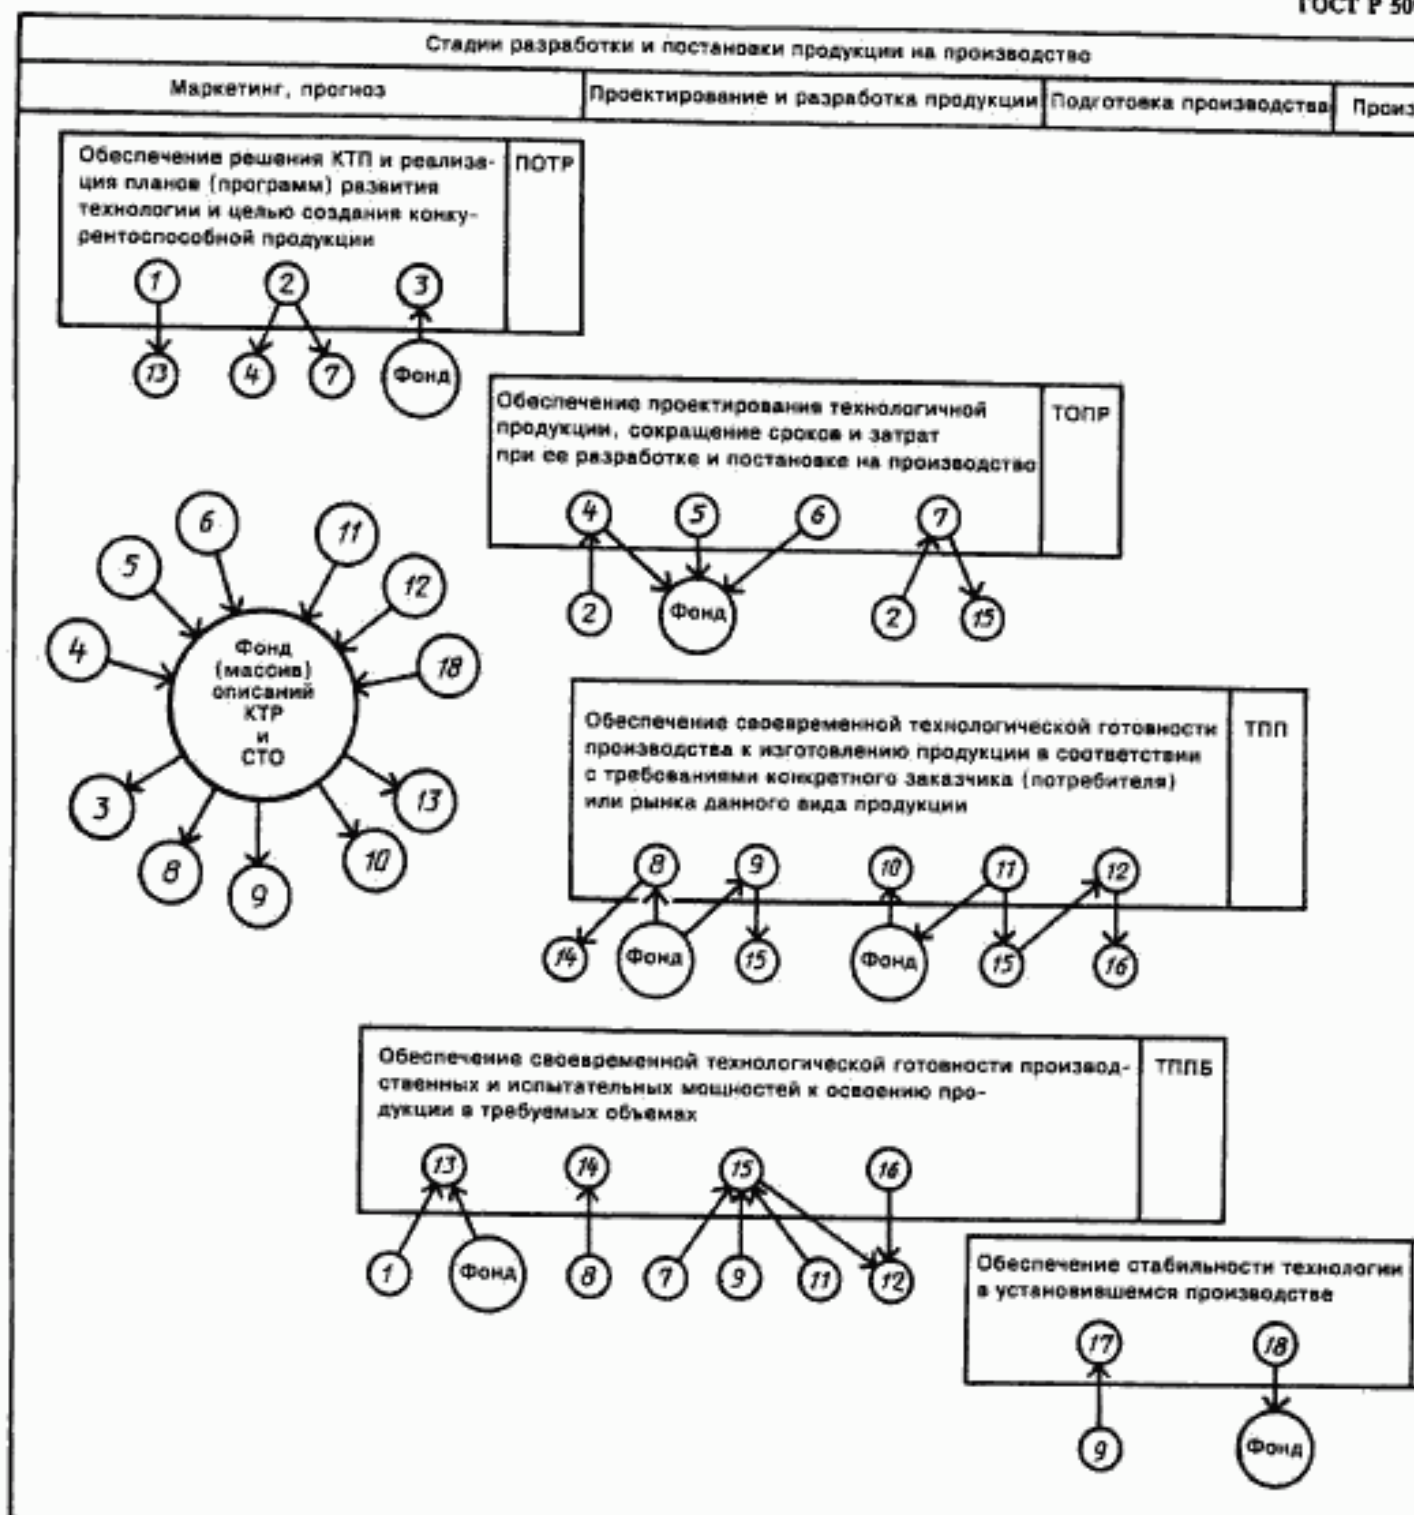 ГОСТ Р 50
Стадии разработки и постановки продукции на производство
Маркетинг, прогноз
Проектирование и разработка продукции
Подготовка производства
Произ
Обеспечение решения КТП и реализа-
ция планов (программ) развития
технологии и целью создания конку-
рентоспособной продукции
ПОТР
1
2
3
13
4
7
Фонд
Обеспечение проектирования технологичной
продукции, сокращение сроков и затрат
при ее разработке и постановке на производство
ТОПР
4
5
6
7
2
Фонд
2
15
6
11
5
12
4
18
Фонд
(массив)
описаний
КТР
и
СТО
3
13
8
10
9
Обеспечение своевременной технологической готовности
производства к изготовлению продукции в соответствии
с требованиями конкретного заказчика (потребителя)
или рынка данного вида продукции
ТПП
8
9
10
11
12
14
Фонд
15
Фонд
15
16
Обеспечение своевременной технологической готовности производ-
ственных и испытательных мощностей к освоению про-
дукции в требуемых объемах
ТППБ
13
14
15
16
1
Фонд
8
7
9
11
12
Обеспечение стабильности технологии
в установившемся производстве
17
18
9
Фонд